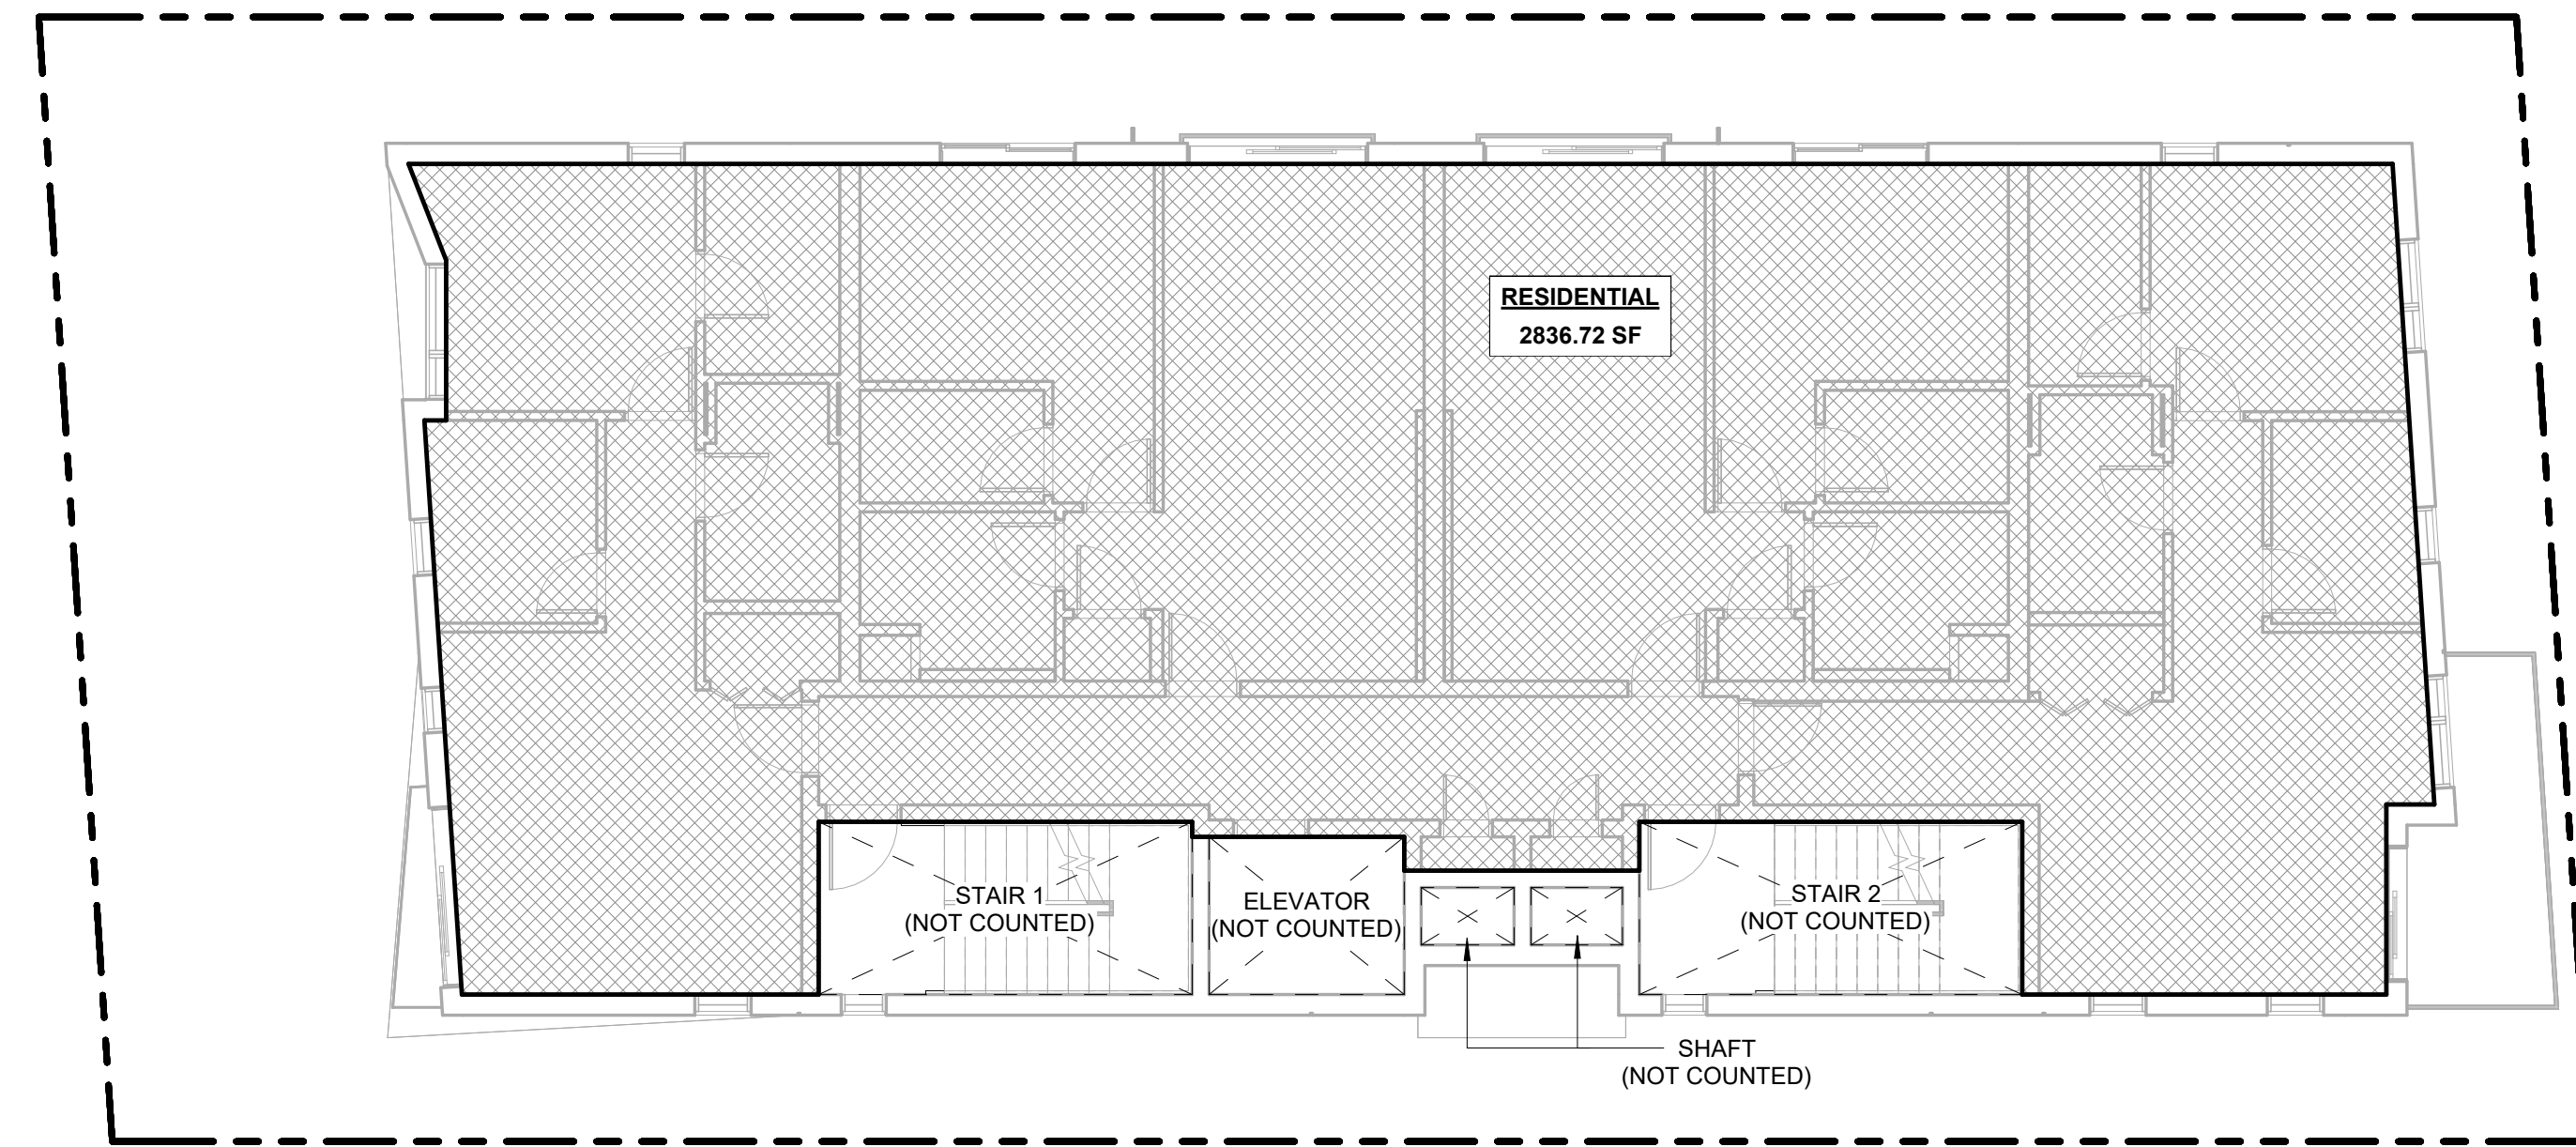 RESIDENTIAL
2836.72 SF
STAIR 1
(NOT COUNTED)
ELEVATOR
(NOT COUNTED)
STAIR 2
(NOT COUNTED)
SHAFT
(NOT COUNTED)